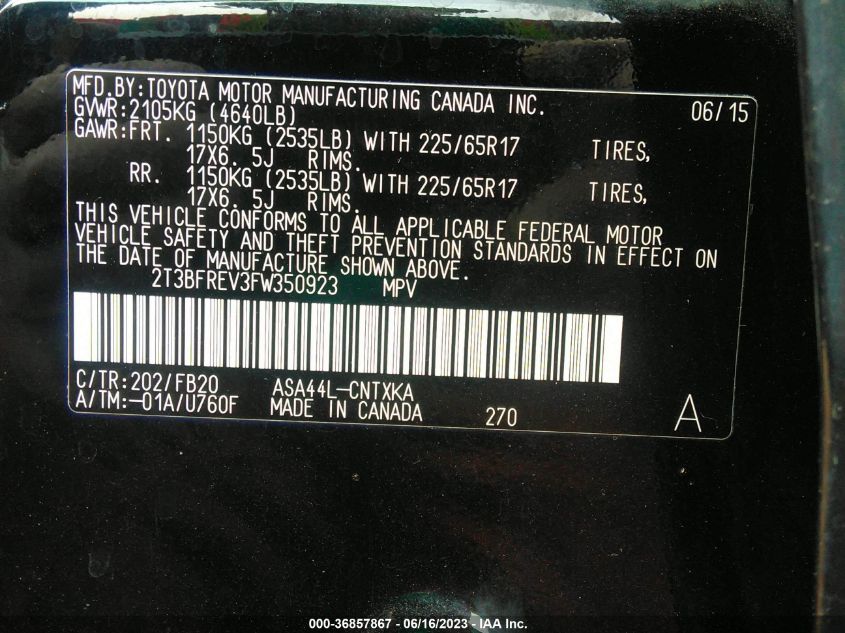 MFD.BY:TOYOTA MOTOR MANUFACTURING CANADA INC. 06/15
GVWR:2105KG (4640LB)
GAWR:FRT. 1150KG (2535LB) WITH 225/65R17 TIRES,
17X6. 5J RIMS.
RR. 1150KG (2535LB) WITH 225/65R17 TIRES,
17X6. 5J RIMS.
THIS VEHICLE CONFORMS TO ALL APPLICABLE FEDERAL MOTOR
VEHICLE SAFETY AND THEFT PREVENTION STANDARDS IN EFFECT ON
THE DATE OF MANUFACTURE SHOWN ABOVE.
2T3BFREV3FW350923 MPV
C/TR:202/FB20 ASA44L-CNTXKA
A/TM:-01A/U760F MADE IN CANADA 270 A
000-36857867 - 06/16/2023 - IAA Inc.